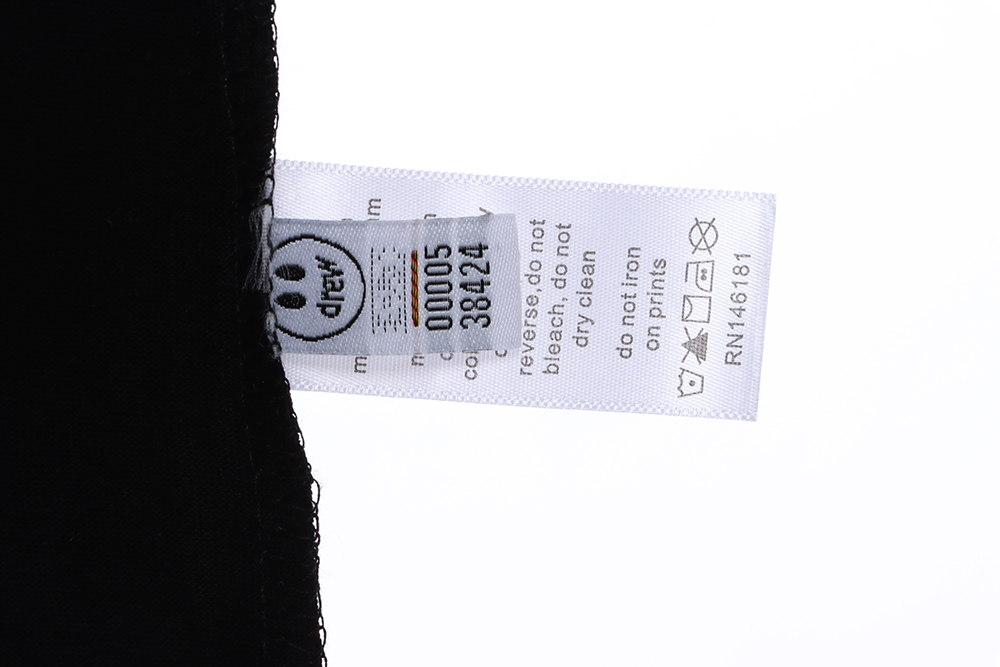 drew
00005
38424
reverse,do not
bleach, do not
dry clean
do not iron
on prints
RN146181